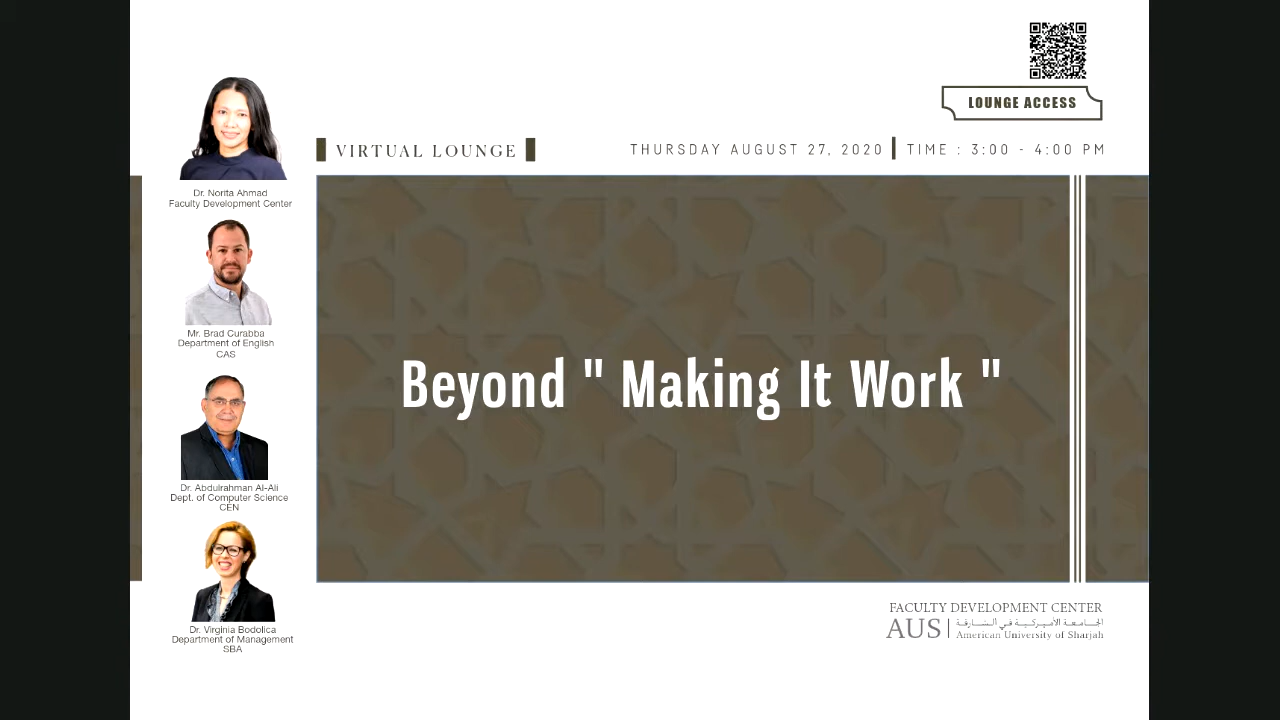 LOUNGE ACCESS
VIRTUAL LOUNGE
THURSDAY AUGUST 27, 2020
TIME : 3:00 - 4:00 PM
Dr. Norita Ahmad
Faculty Development Center
Mr. Brad Curabba
Department of English
CAS
Dr. Abdulrahman Al-Ali
Dept. of Computer Science
CEN
Dr. Virginia Bodolica
Department of Management
SBA
Beyond " Making It Work "
FACULTY DEVELOPMENT CENTER
AUS
الجامعة الأميركية في الشارقة
American University of Sharjah